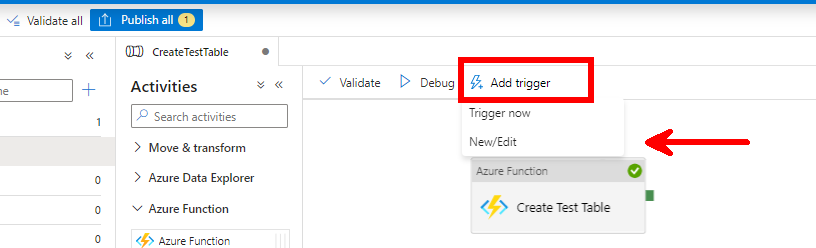 Validate all
Publish all 1
CreateTestTable
ne
1
0
0
0
Activities
Search activities
Move & transform
Azure Data Explorer
Azure Function
Azure Function
Validate
Debug
Add trigger
Trigger now
New/Edit
Azure Function
Create Test Table